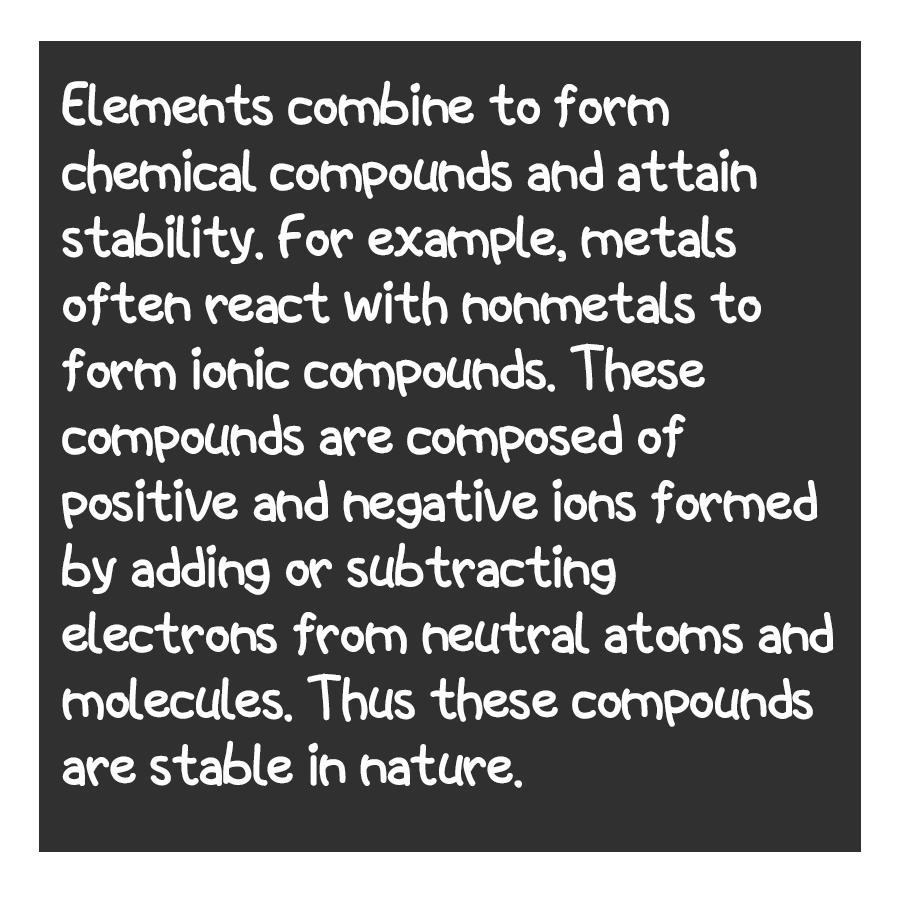 Elements combine to form
chemical compounds and attain
stability. For example, metals
often react with nonmetals to
form ionic compounds. These
compounds are composed of
positive and negative ions formed
by adding or subtracting
electrons from neutral atoms and
molecules. Thus these compounds
are stable in nature.